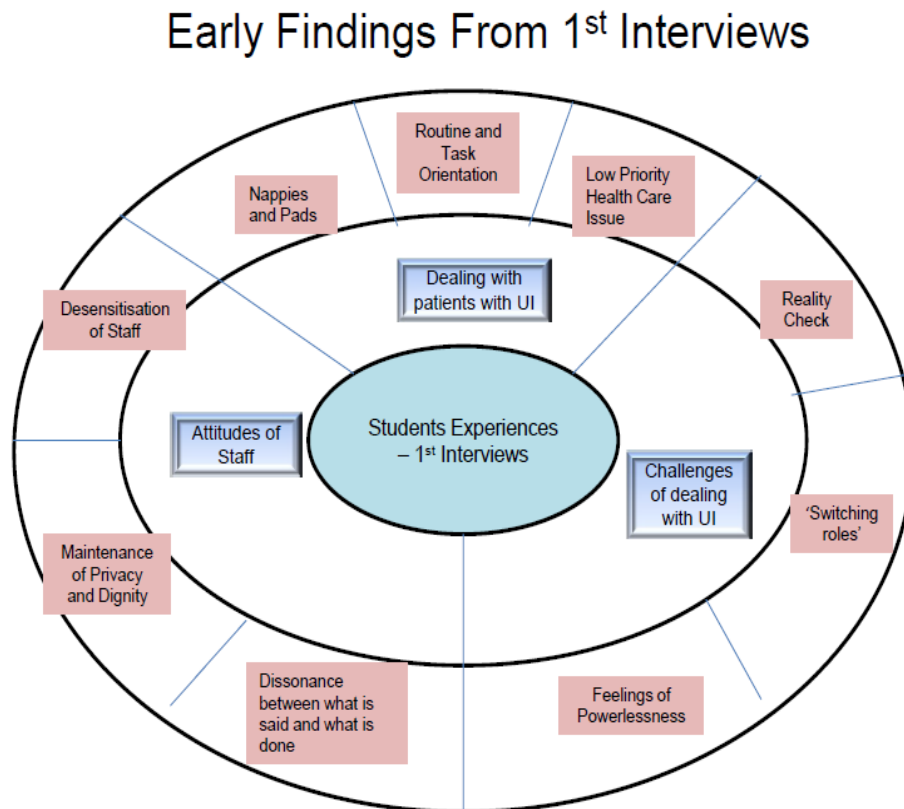 Early Findings From 1st Interviews
Routine and
Task
Orientation
Nappies
and Pads
Low Priority
Health Care
Issue
Dealing with
patients with UI
Desensitisation
of Staff
Reality
Check
Attitudes of
Staff
Students Experiences
– 1st Interviews
Challenges
of dealing
with UI
‘Switching
roles’
Maintenance
of Privacy
and Dignity
Dissonance
between what is
said and what is
done
Feelings of
Powerlessness